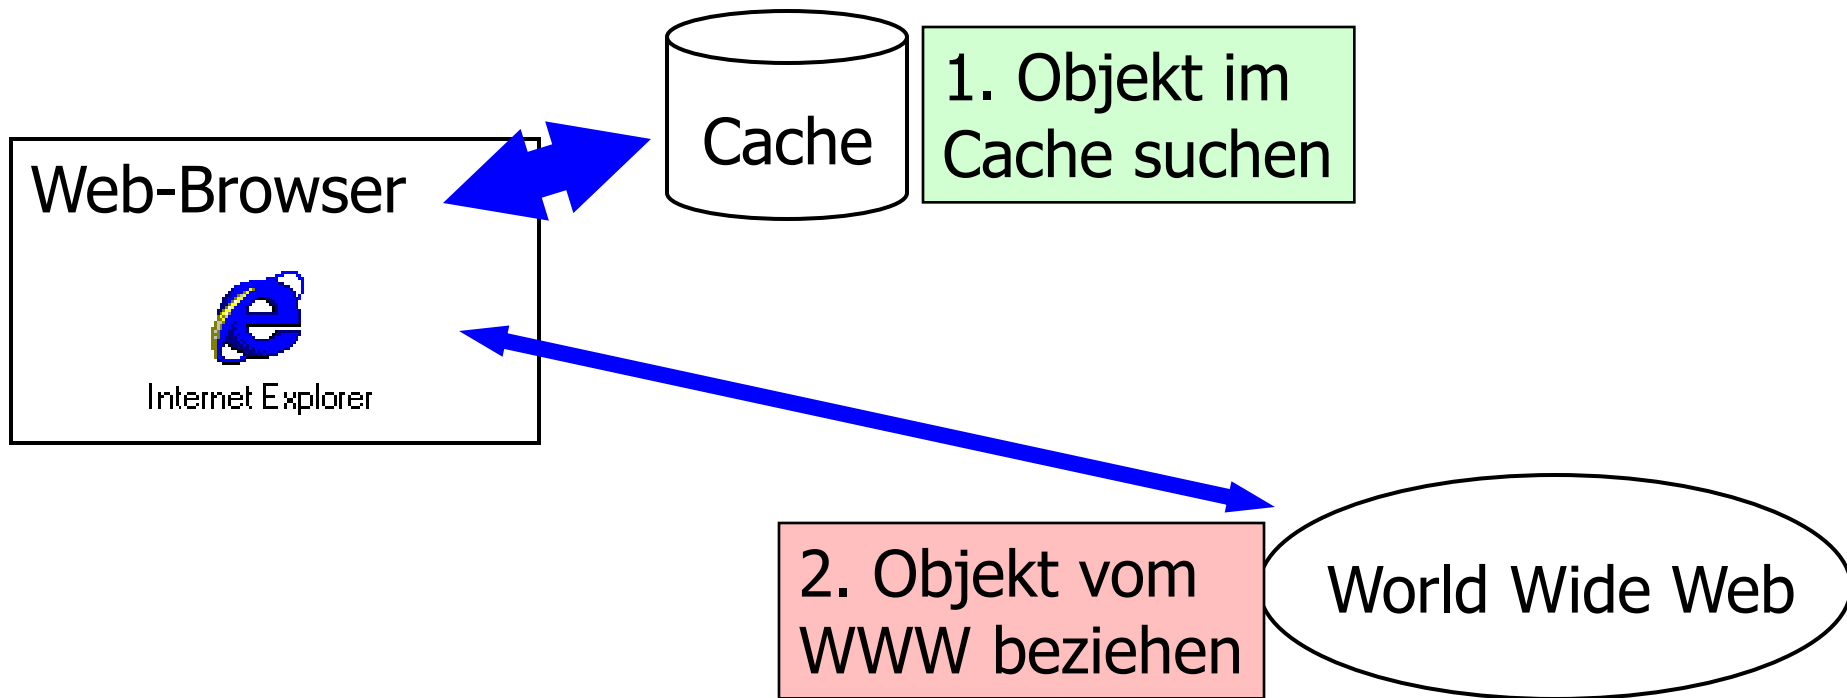 Cache
1. Objekt im
Cache suchen
Web-Browser
Internet Explorer
2. Objekt vom
WWW beziehen
World Wide Web